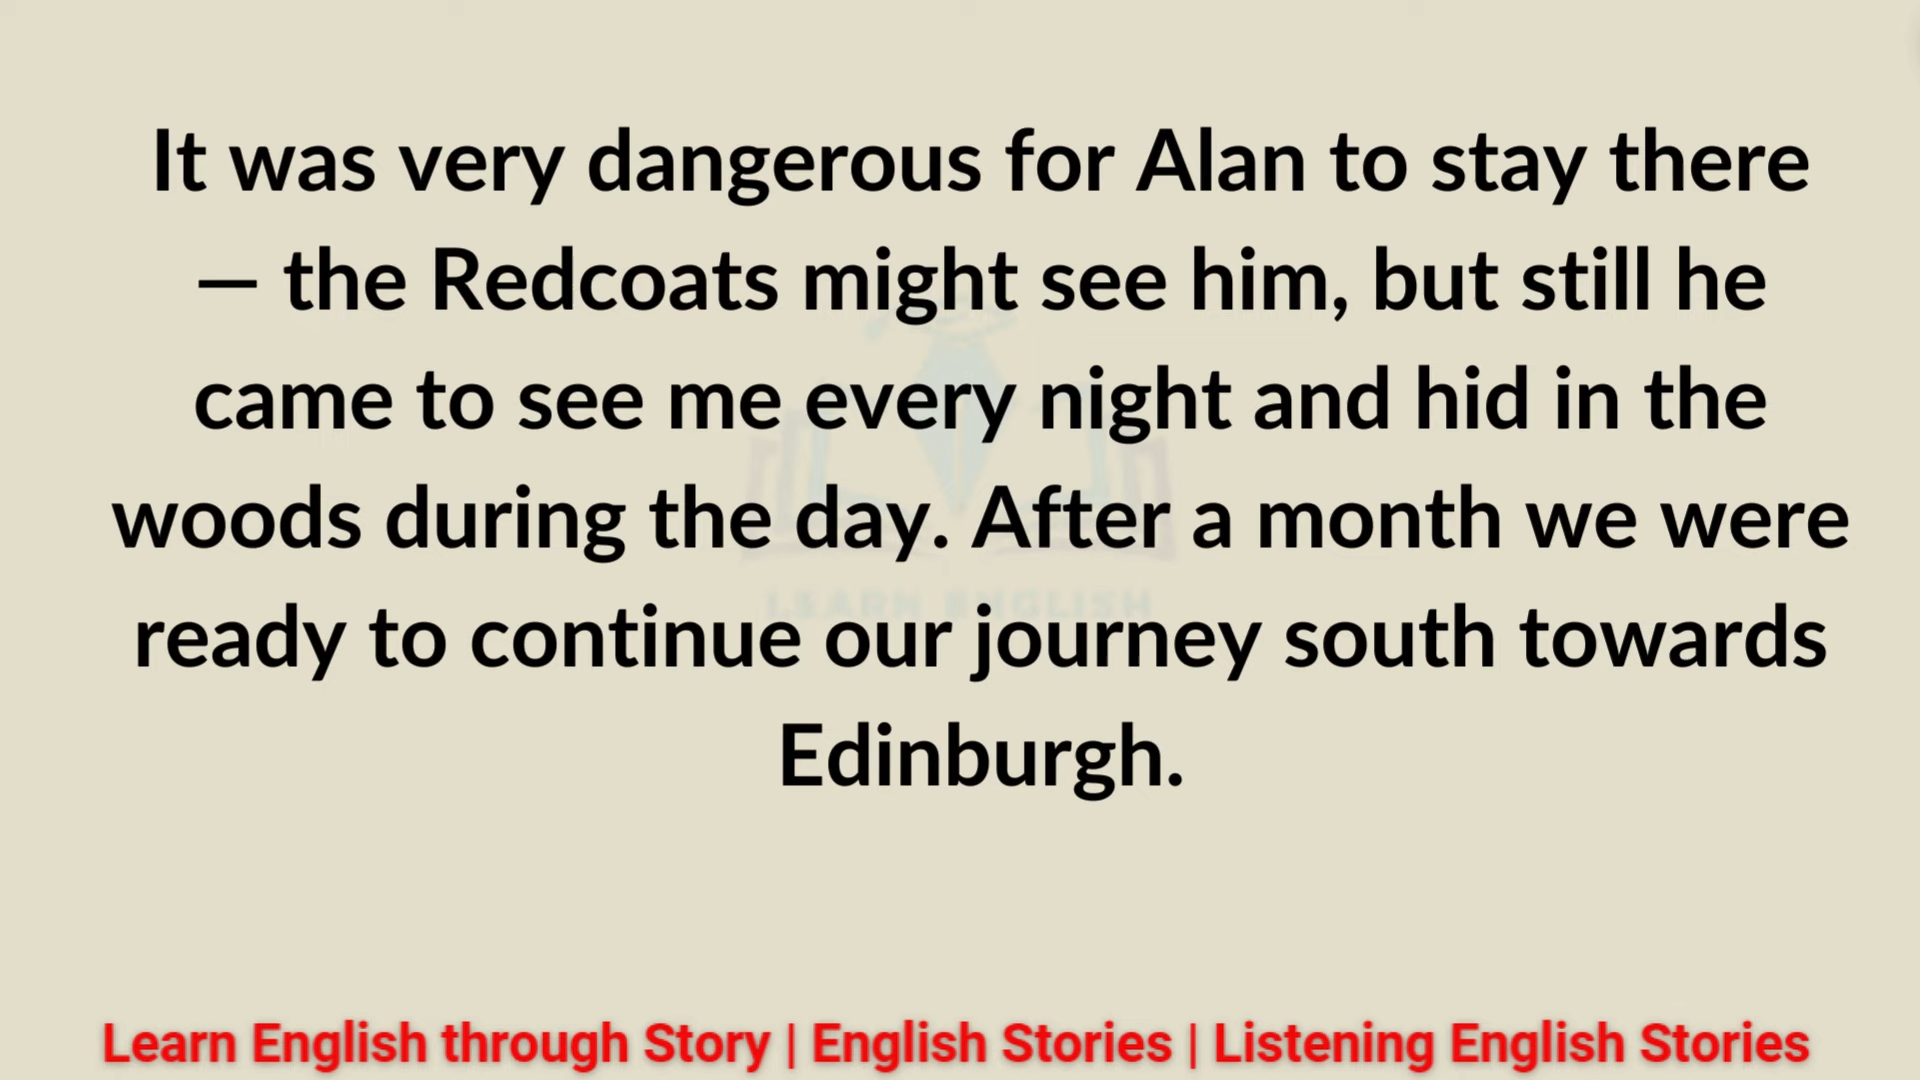 It was very dangerous for Alan to stay there
— the Redcoats might see him, but still he
came to see me every night and hid in the
woods during the day. After a month we were
ready to continue our journey south towards
Edinburgh.
LEARN ENGLISH
Learn English through Story | English Stories | Listening English Stories